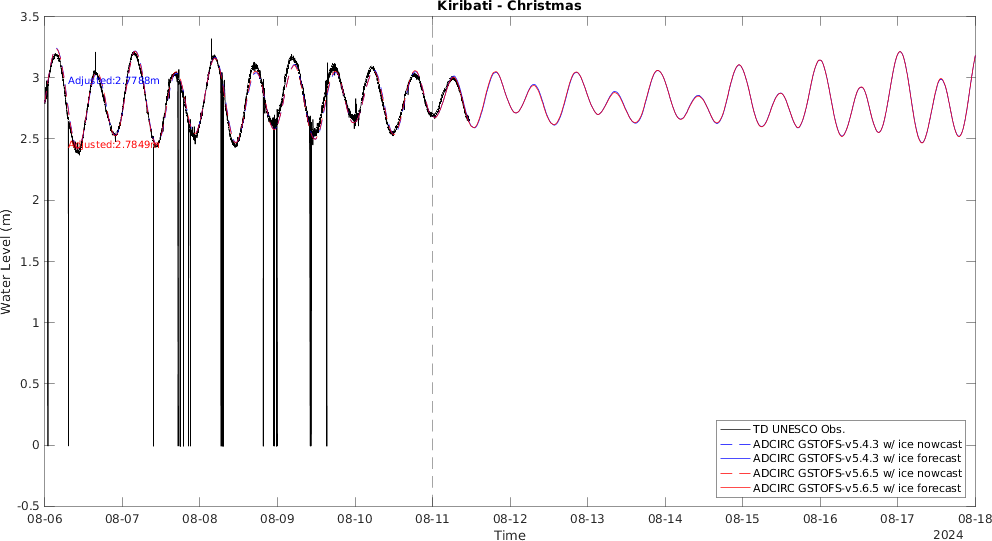 Kiribati - Christmas
3.5
3
2.5
2
1.5
1
0.5
0
-0.5
Water Level (m)
Adjusted:2.7788m
Adjusted:2.7849m
TD UNESCO Obs.
ADCIRC GSTOFS-v5.4.3 w/ ice nowcast
ADCIRC GSTOFS-v5.4.3 w/ ice forecast
ADCIRC GSTOFS-v5.6.5 w/ ice nowcast
ADCIRC GSTOFS-v5.6.5 w/ ice forecast
08-06 08-07 08-08 08-09 08-10 08-11 08-12 08-13 08-14 08-15 08-16 08-17 08-18
Time
2024